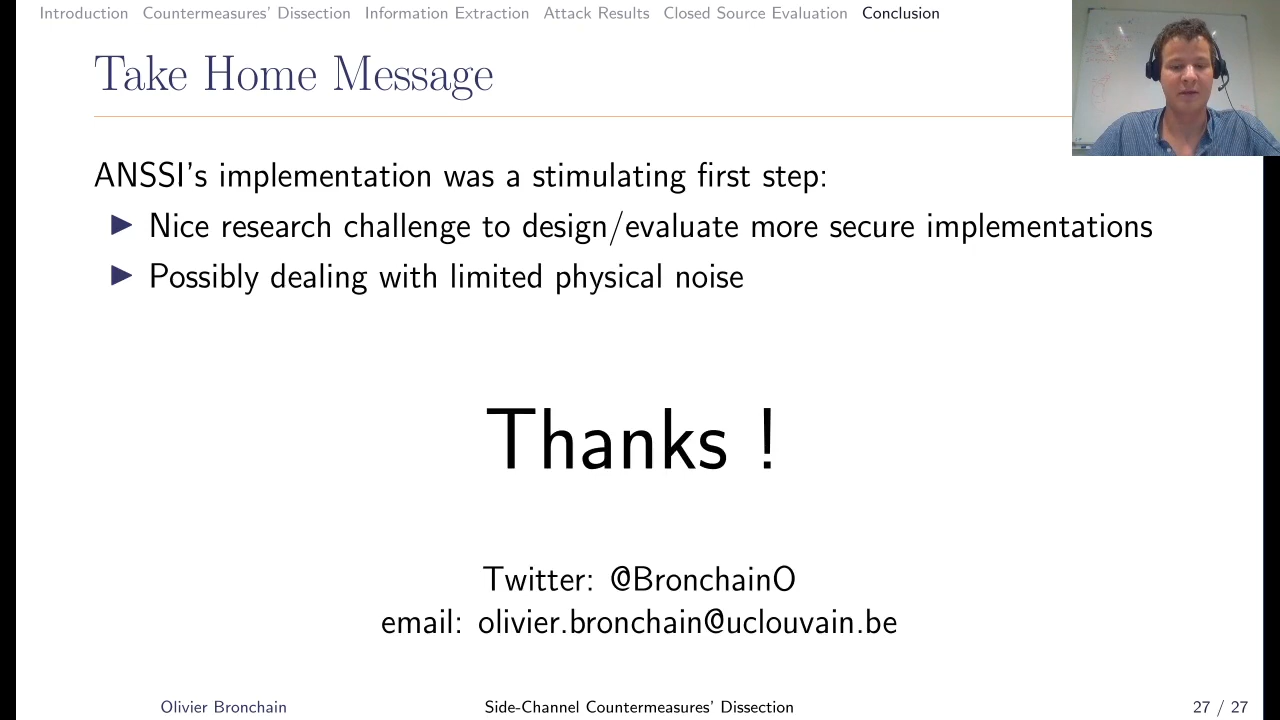 Introduction Countermeasures' Dissection Information Extraction Attack Results Closed Source Evaluation Conclusion
Take Home Message
ANSSI's implementation was a stimulating first step:
▶ Nice research challenge to design/evaluate more secure implementations
▶ Possibly dealing with limited physical noise
Thanks !
Twitter: @BronchainO
email: olivier.bronchain@uclouvain.be
Olivier Bronchain Side-Channel Countermeasures' Dissection 27 / 27